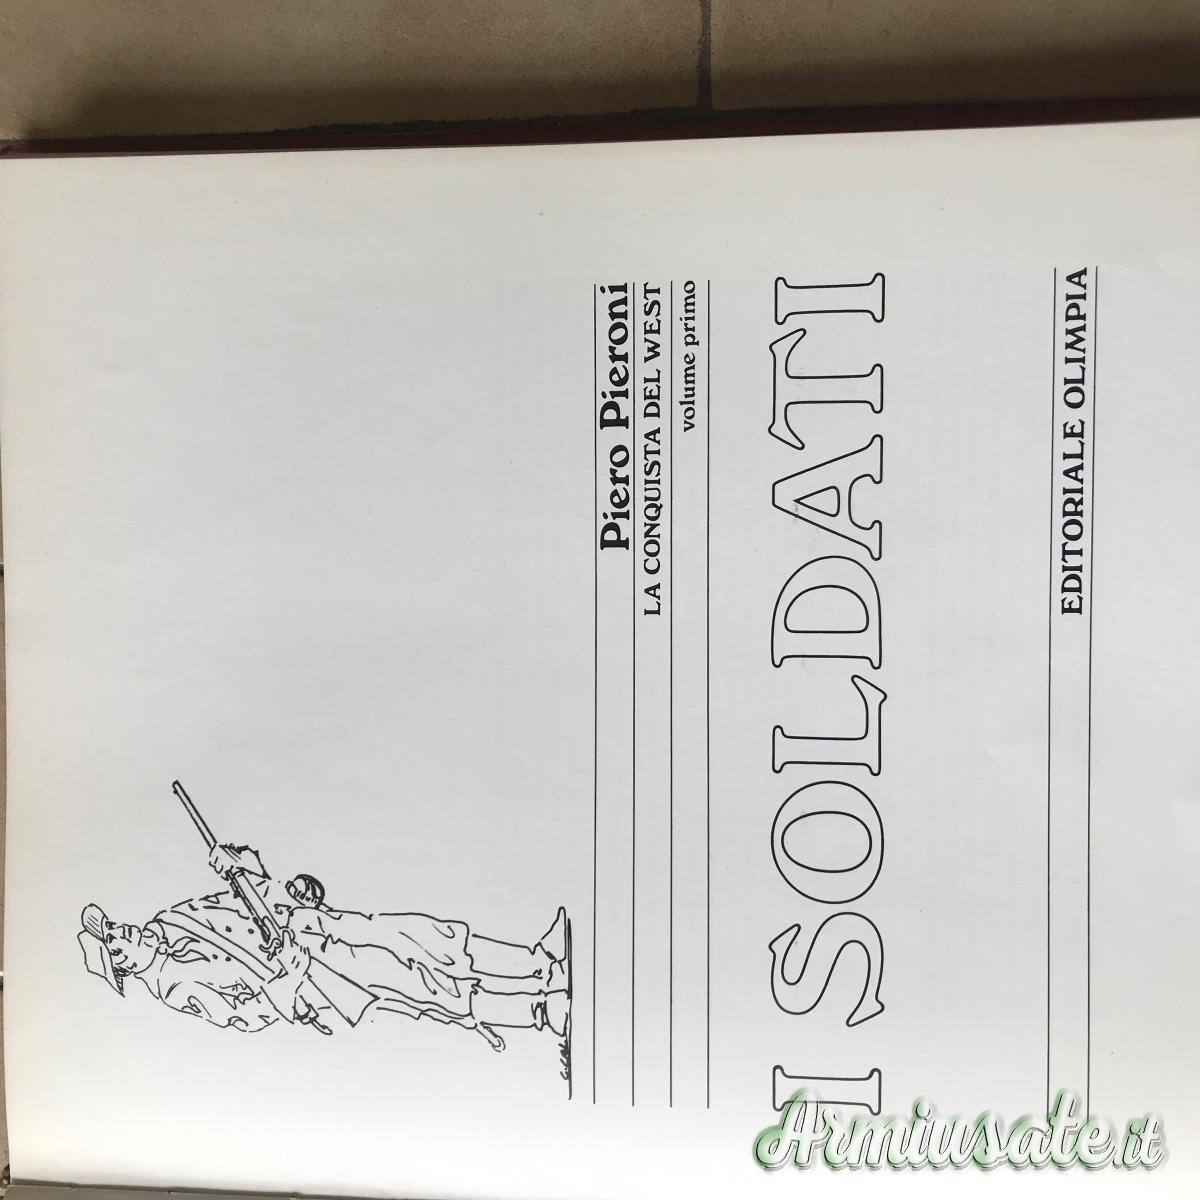 Piero Pieroni
LA CONQUISTA DEL WEST
volume primo
I SOLDATI
EDITORIALE OLIMPIA
Armiusate.it